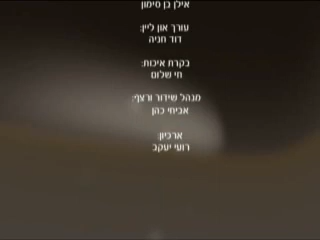 אילן בן סימון
עורך און ליין:
דוד חניה
בקרת איכות:
חי שלום
מנהל שידור ורצף:
אביחי כהן
ארכיון:
רועי יעקב